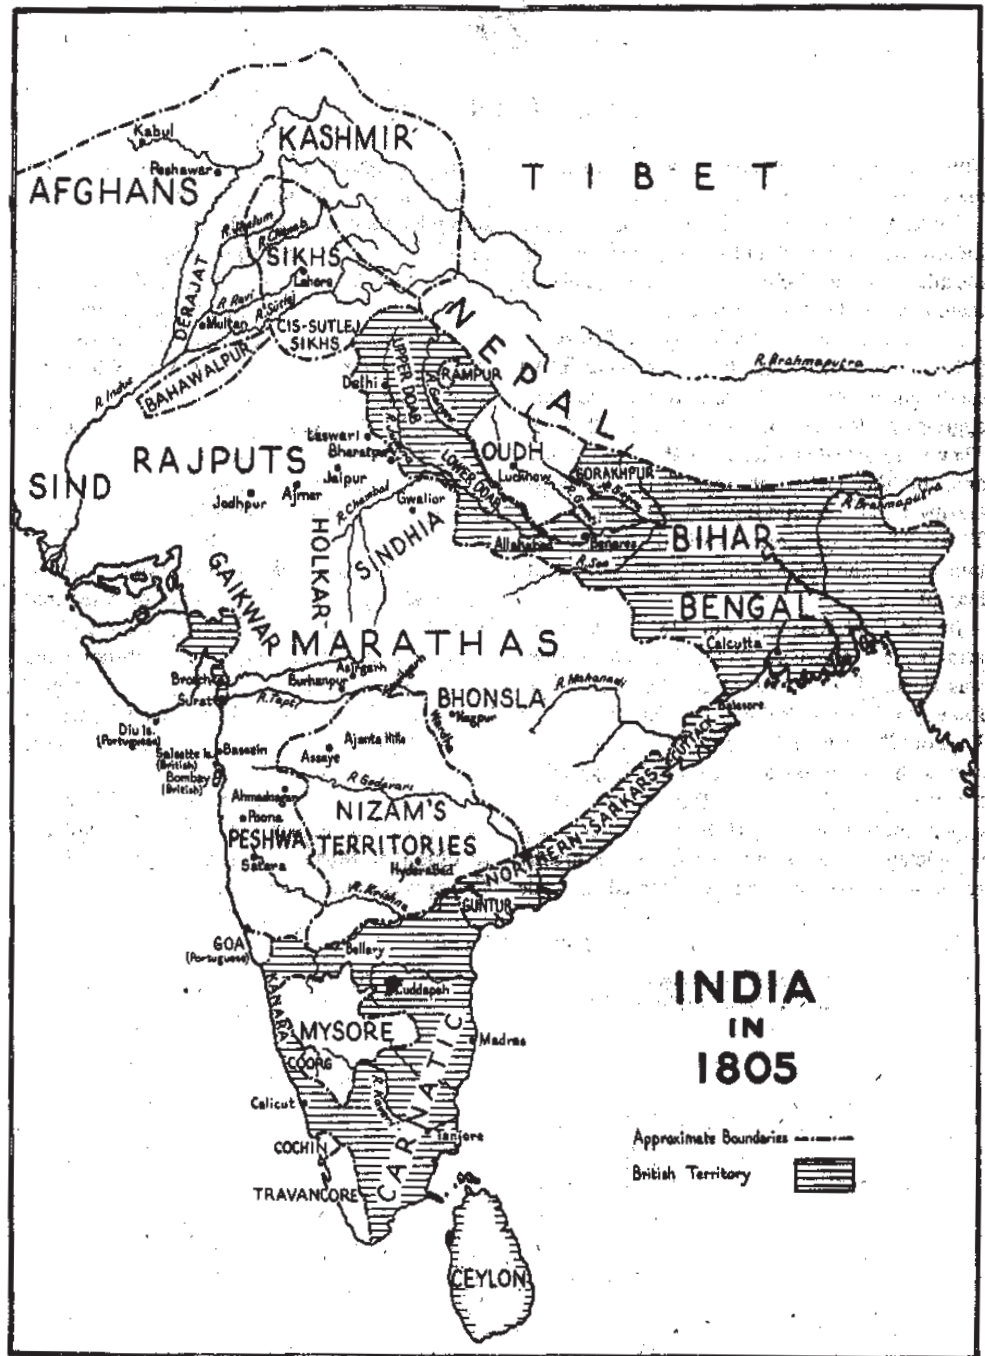 KASHMIR
Kabul
Peshawar
AFGHANS
TIBET
R. Jhelum
R. Chenab
SIKHS
Lahore
DERAJAT
R. Ravi
R. Sutlej
Multan
CIS-SUTLEJ
SIKHS
NEPAL
BAHAWALPUR
R. Indus
UPPER DOAB
RAMPUR
Delhi
R. Brahmaputra
Laswari
Bharatpur
RAJPUTS
OUDH
Lucknow
GORAKHPUR
LOWER DOAB
SIND
Jaipur
Ajmer
Jodhpur
R. Chambal
Gwalior
R. Brahmaputra
HOLKAR
SINDHIA
Allahabad
Benares
BIHAR
R. Son
GAIKWAR
BENGAL
Calcutta
MARATHAS
Asirgarh
Burhanpur
Broach
Surat
R. Tapti
BHONSLA
Nagpur
R. Mahanadi
Wardha
Balasore
CUTTACK
Diu Is.
(Portuguese)
Salsette Is.
(British)
Bassein
Bombay
(British)
Ajanta Hills
Assaye
R. Godavari
Ahmadnagar
Poona
NIZAM'S
TERRITORIES
PESHWA
Satara
Hyderabad
NORTHERN SARKARS
R. Krishna
GUNTUR
GOA
(Portuguese)
Bellary
Cuddapah
KANARA
MYSORE
CARNATIC
Madras
COORG
Calicut
Tanjore
COCHIN
TRAVANCORE
CEYLON
INDIA
IN
1805
Approximate Boundaries
British Territory